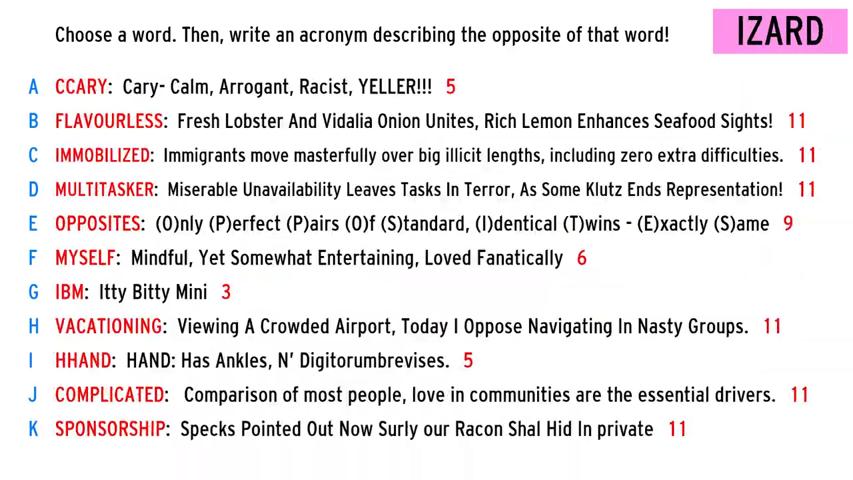 Choose a word. Then, write an acronym describing the opposite of that word!
IZARD
A CCARY: Cary- Calm, Arrogant, Racist, YELLER!!! 5
B FLAVOURLESS: Fresh Lobster And Vidalia Onion Unites, Rich Lemon Enhances Seafood Sights! 11
C IMMOBILIZED: Immigrants move masterfully over big illicit lengths, including zero extra difficulties. 11
D MULTITASKER: Miserable Unavailability Leaves Tasks In Terror, As Some Klutz Ends Representation! 11
E OPPOSITES: (O)nly (P)erfect (P)airs (O)f (S)tandard, (I)dentical (T)wins - (E)xactly (S)ame 9
F MYSELF: Mindful, Yet Somewhat Entertaining, Loved Fanatically 6
G IBM: Itty Bitty Mini 3
H VACATIONING: Viewing A Crowded Airport, Today I Oppose Navigating In Nasty Groups. 11
I HHAND: HAND: Has Ankles, N' Digitorumbrevises. 5
J COMPLICATED: Comparison of most people, love in communities are the essential drivers. 11
K SPONSORSHIP: Specks Pointed Out Now Surly our Racon Shal Hid In private 11